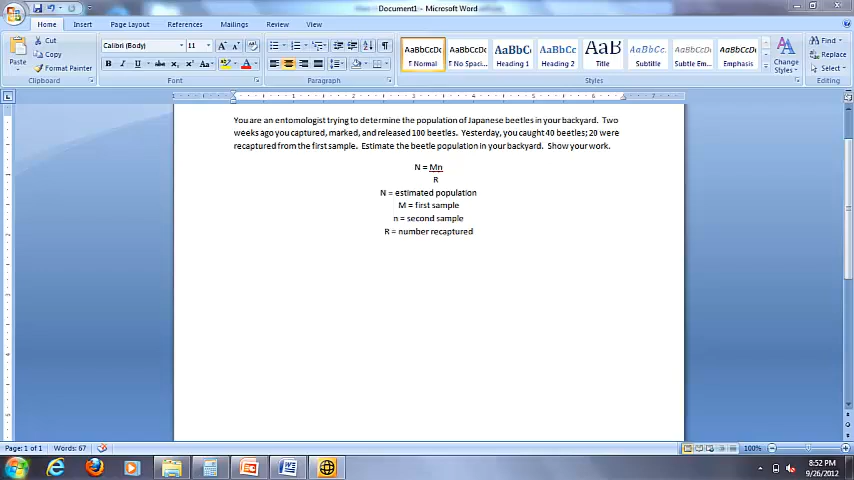 Document1 - Microsoft Word
Home Insert Page Layout References Mailings Review View
Cut
Copy
Format Painter
Paste
Clipboard
Calibri (Body) 11
Font
Paragraph
AaBbCcDc AaBbCcDc AaBbCc AaBbCc AaB AaBbCc. AaBbCcDc AaBbCcDc
¶ Normal ¶ No Spaci... Heading 1 Heading 2 Title Subtitle Subtle Em... Emphasis
Change Styles
Styles
Find
Replace
Select
Editing
You are an entomologist trying to determine the population of Japanese beetles in your backyard. Two
weeks ago you captured, marked, and released 100 beetles. Yesterday, you caught 40 beetles; 20 were
recaptured from the first sample. Estimate the beetle population in your backyard. Show your work.
N = Mn
R
N = estimated population
M = first sample
n = second sample
R = number recaptured
Page: 1 of 1 Words: 67
100%
8:52 PM
9/26/2012